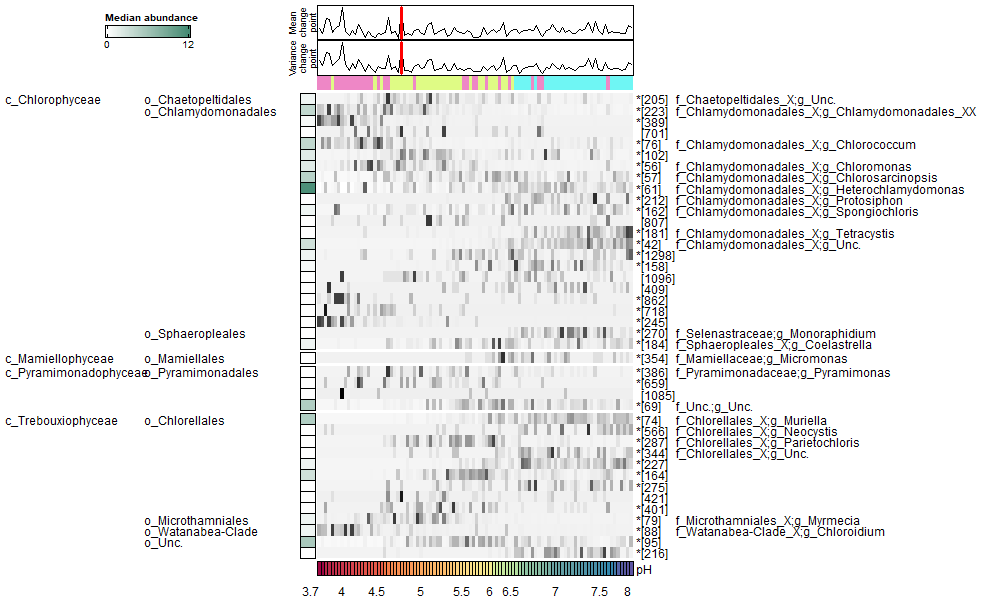 Median abundance
0 12
Mean change point
Variance change point
c_Chlorophyceae o_Chaetopeltidales *[205] f_Chaetopeltidales_X;g_Unc.
o_Chlamydomonadales *[223] f_Chlamydomonadales_X;g_Chlamydomonadales_XX
*[389]
[701]
*[76] f_Chlamydomonadales_X;g_Chlorococcum
*[102]
*[56] f_Chlamydomonadales_X;g_Chloromonas
*[57] f_Chlamydomonadales_X;g_Chlorosarcinopsis
*[61] f_Chlamydomonadales_X;g_Heterochlamydomonas
*[212] f_Chlamydomonadales_X;g_Protosiphon
*[162] f_Chlamydomonadales_X;g_Spongiochloris
[807]
*[181] f_Chlamydomonadales_X;g_Tetracystis
*[42] f_Chlamydomonadales_X;g_Unc.
*[1298]
*[158]
[1096]
[409]
*[862]
*[718]
*[245]
o_Sphaeropleales *[270] f_Selenastraceae;g_Monoraphidium
*[184] f_Sphaeropleales_X;g_Coelastrella
c_Mamiellophyceae o_Mamiellales *[354] f_Mamiellaceae;g_Micromonas
c_Pyramimonadophyceae o_Pyramimonadales *[386] f_Pyramimonadaceae;g_Pyramimonas
*[659]
[1085]
*[69] f_Unc.;g_Unc.
c_Trebouxiophyceae o_Chlorellales *[74] f_Chlorellales_X;g_Muriella
*[566] f_Chlorellales_X;g_Neocystis
*[287] f_Chlorellales_X;g_Parietochloris
*[344] f_Chlorellales_X;g_Unc.
*[227]
*[164]
*[275]
[421]
*[401]
o_Microthamniales *[79] f_Microthamniales_X;g_Myrmecia
o_Watanabea-Clade *[88] f_Watanabea-Clade_X;g_Chloroidium
o_Unc. *[95]
*[216]
pH
3.7 4 4.5 5 5.5 6 6.5 7 7.5 8